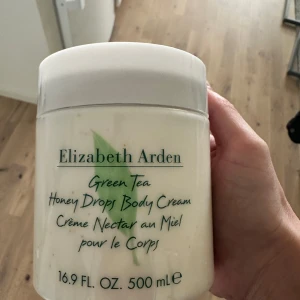 Elizabeth Arden
Green Tea
Honey Drops Body Cream
Crème Nectar au Miel
pour le Corps
16.9 FL. OZ. 500 mL℮